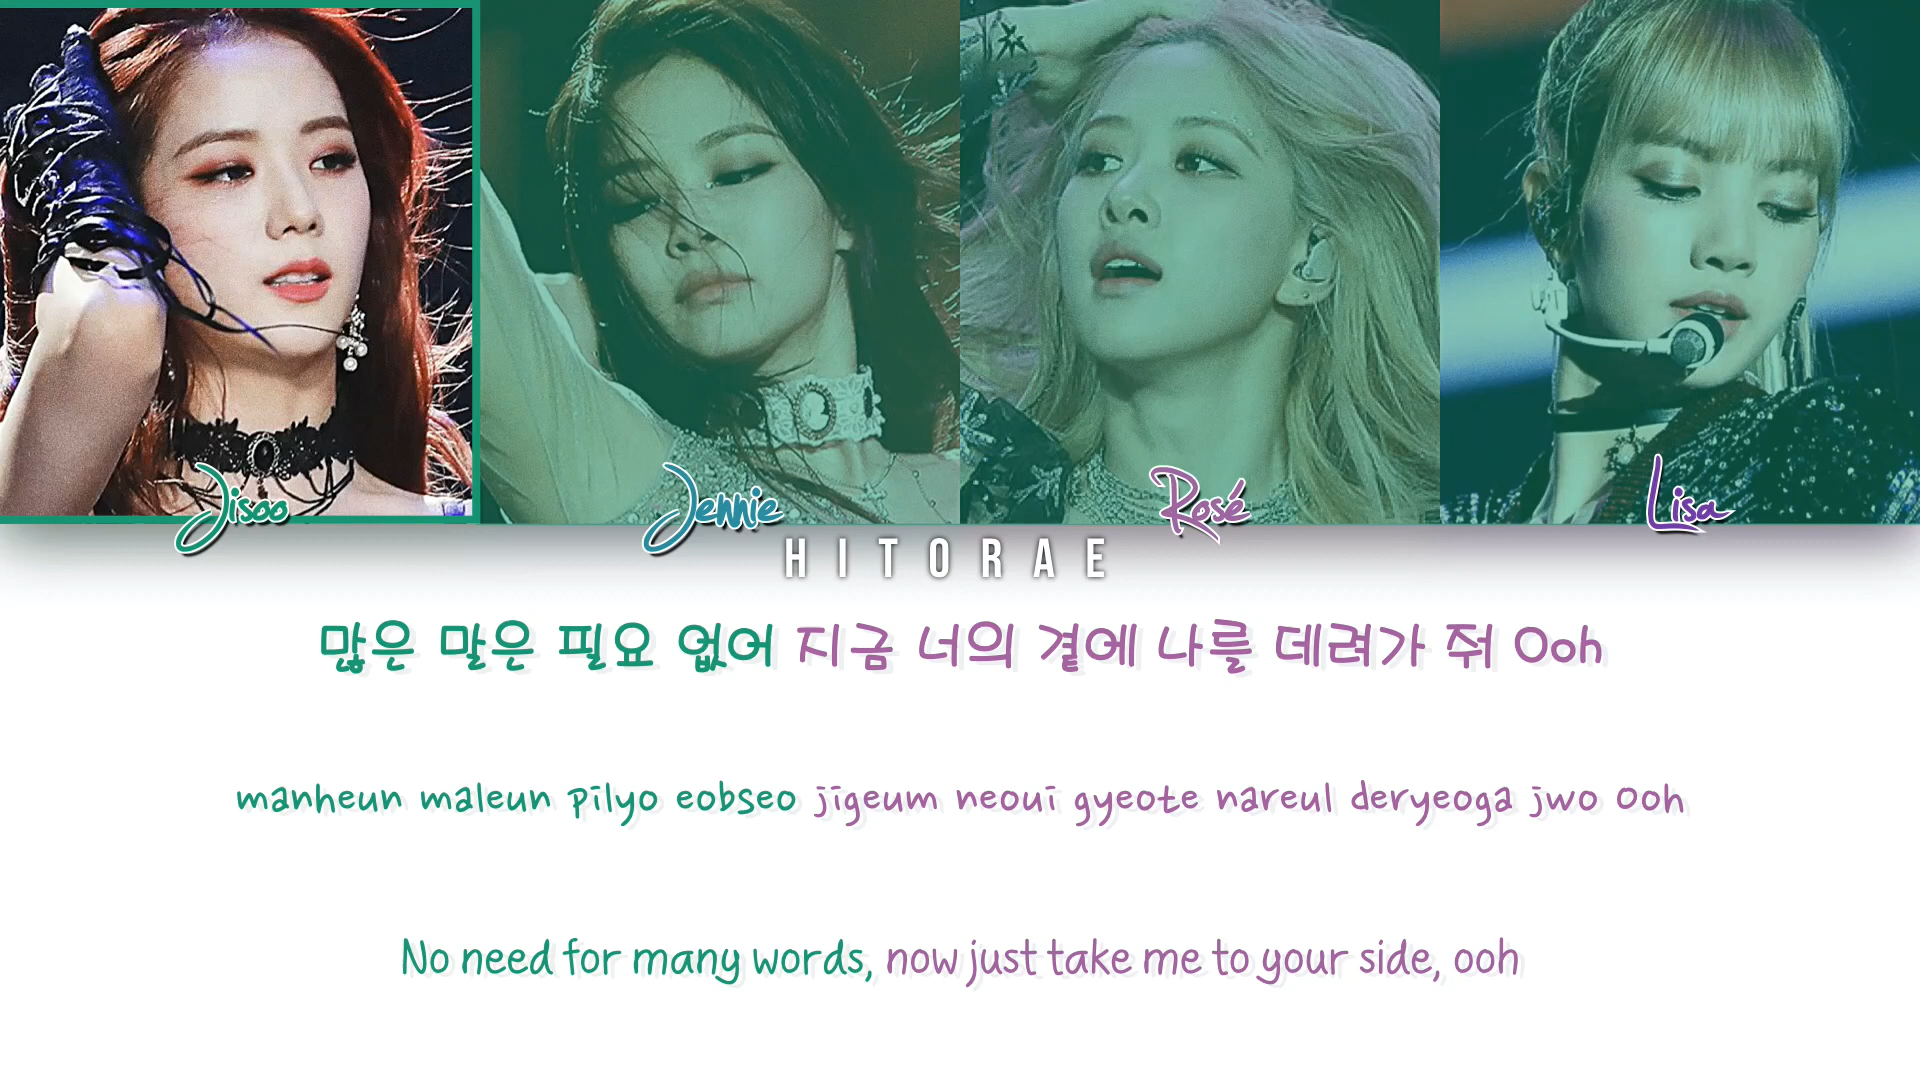 Jisoo Jennie Rosé Lisa
HITORAE
많은 말은 필요 없어 지금 너의 곁에 나를 데려가 줘 Ooh
manheun maleun pilyo eobseo jigeum neoui gyeote nareul deryeoga jwo Ooh
No need for many words, now just take me to your side, ooh